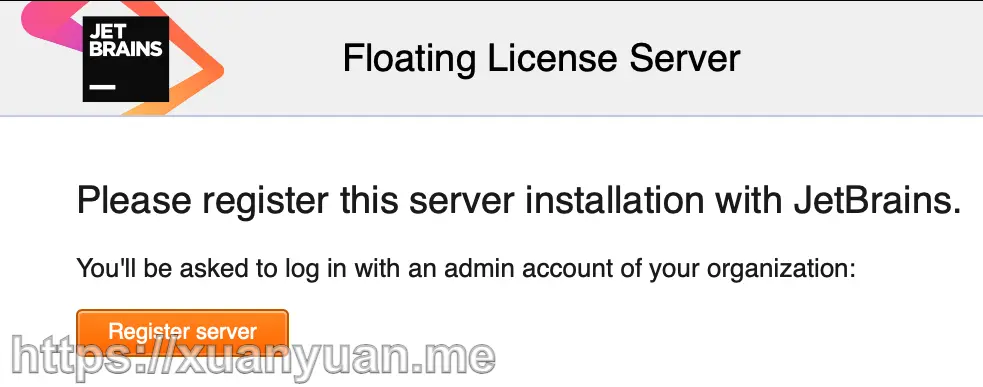 JET
BRAINS
Floating License Server
Please register this server installation with JetBrains.
You'll be asked to log in with an admin account of your organization:
Register server
https://xuanyuan.me